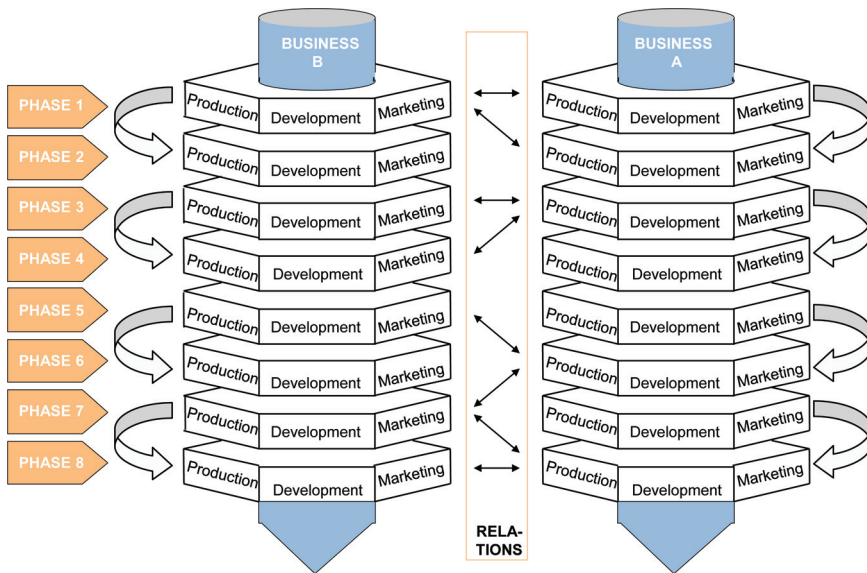 BUSINESS
B
BUSINESS
A
PHASE 1
Production
Development
Marketing
Production
Development
Marketing
PHASE 2
Production
Development
Marketing
Production
Development
Marketing
PHASE 3
Production
Development
Marketing
Production
Development
Marketing
PHASE 4
Production
Development
Marketing
Production
Development
Marketing
PHASE 5
Production
Development
Marketing
Production
Development
Marketing
PHASE 6
Production
Development
Marketing
Production
Development
Marketing
PHASE 7
Production
Development
Marketing
Production
Development
Marketing
PHASE 8
Production
Development
Marketing
Production
Development
Marketing
RELA-
TIONS